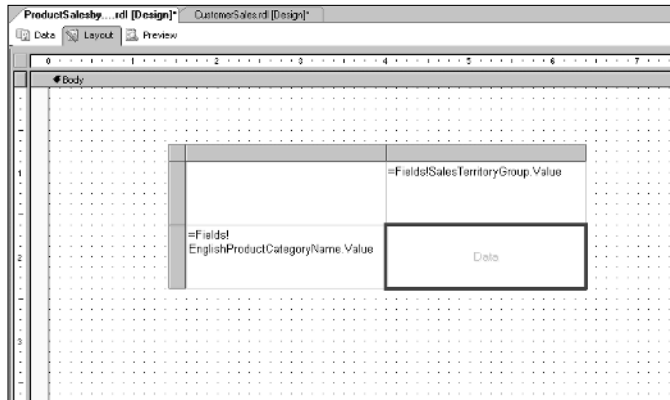 ProductSalesby....rdl [Design]* CustomerSales.rdl [Design]*
Data Layout Preview
0 1 2 3 4 5 6 7
Body
1
=Fields!SalesTerritoryGroup.Value
=Fields!
EnglishProductCategoryName.Value
2
Data
3